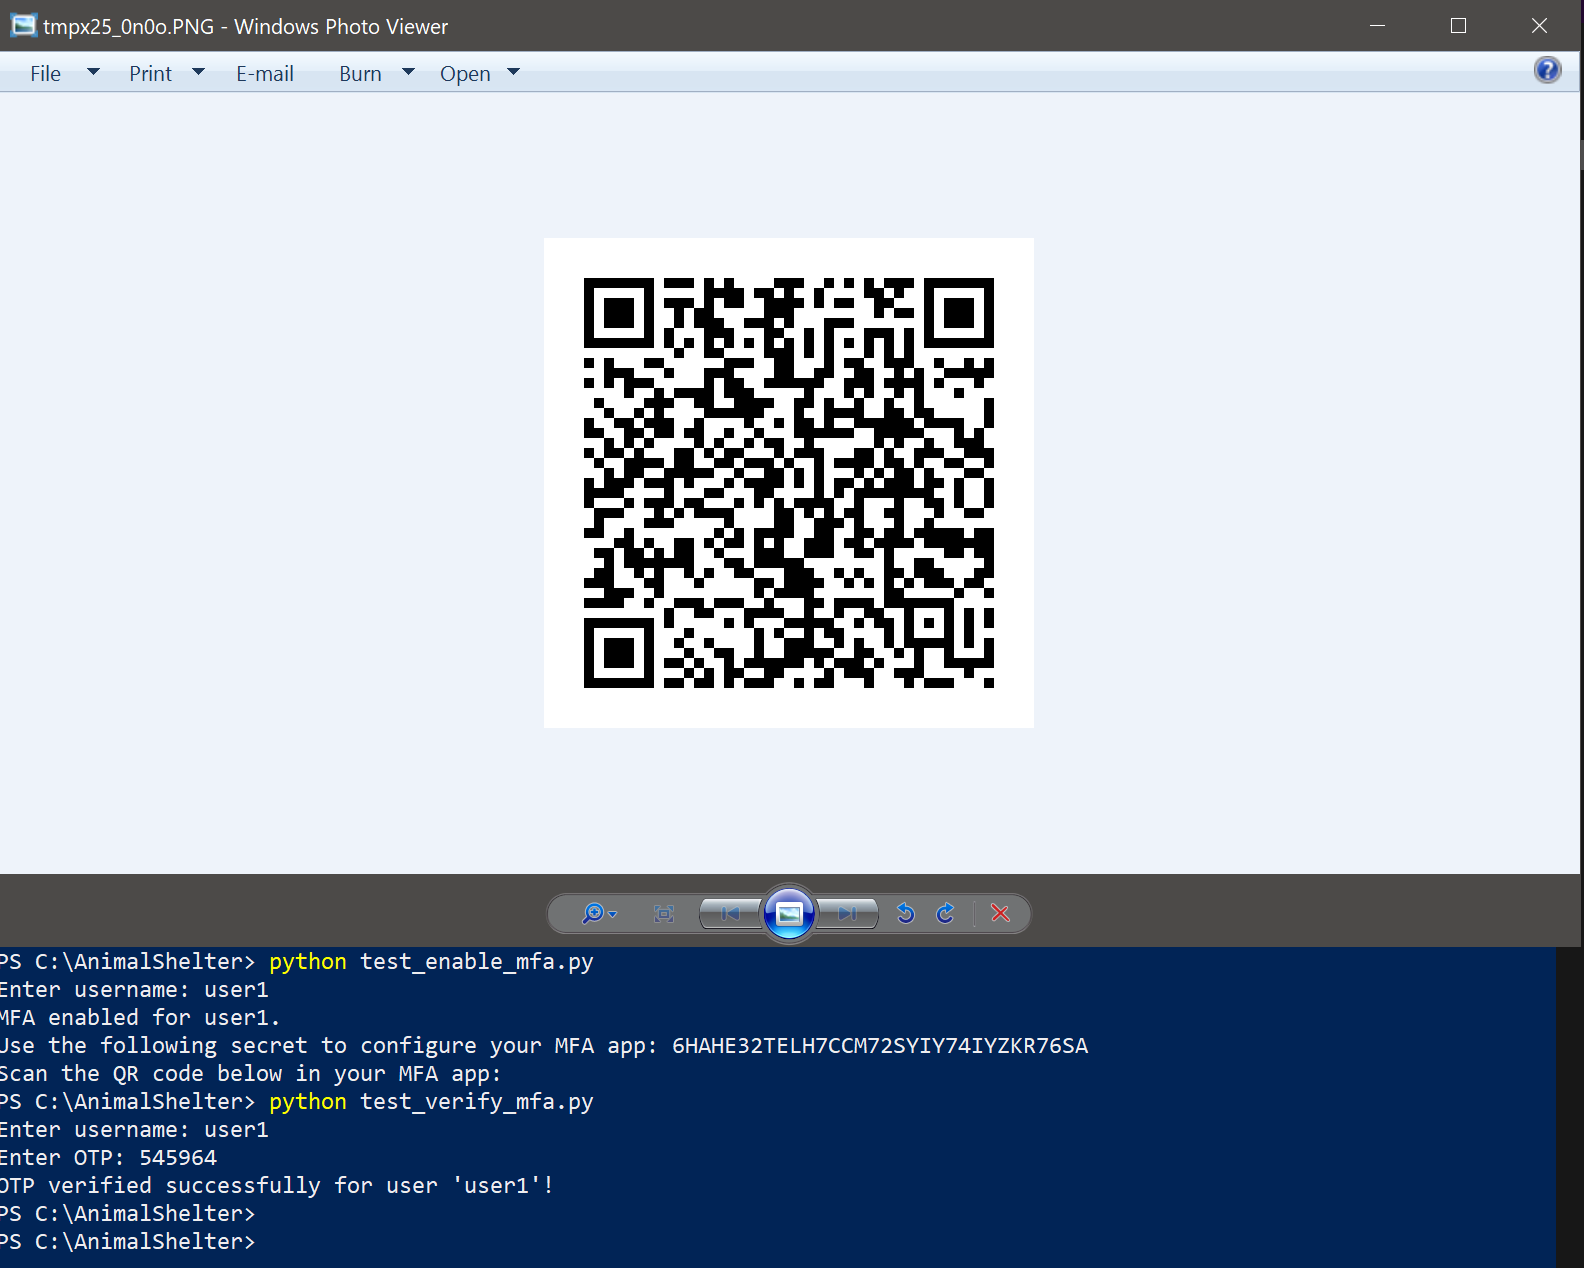 tmpx25_0n0o.PNG - Windows Photo Viewer
File Print E-mail Burn Open
PS C:\AnimalShelter> python test_enable_mfa.py
Enter username: user1
MFA enabled for user1.
Use the following secret to configure your MFA app: 6HAHE32TELH7CCM72SYIY74IYZKR76SA
Scan the QR code below in your MFA app:
PS C:\AnimalShelter> python test_verify_mfa.py
Enter username: user1
Enter OTP: 545964
OTP verified successfully for user 'user1'!
PS C:\AnimalShelter>
PS C:\AnimalShelter>